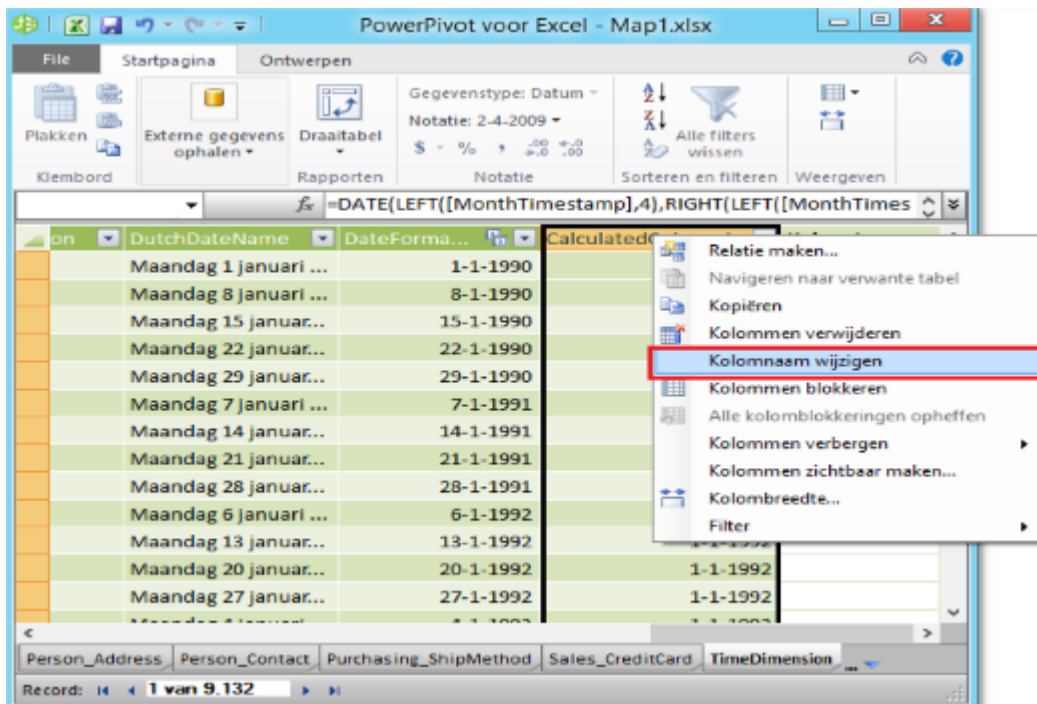 PowerPivot voor Excel - Map1.xlsx
File Startpagina Ontwerpen
Plakken
Klembord
Externe gegevens ophalen
Draaitabel
Rapporten
Gegevenstype: Datum
Notatie: 2-4-2009
$ % , .00 .00
Notatie
Alle filters wissen
Sorteren en filteren
Weergeven
fx =DATE(LEFT([MonthTimestamp],4),RIGHT(LEFT([MonthTimes
on DutchDateName DateForma... CalculatedC
Maandag 1 januari ... 1-1-1990
Maandag 8 januari ... 8-1-1990
Maandag 15 januar... 15-1-1990
Maandag 22 januar... 22-1-1990
Maandag 29 januar... 29-1-1990
Maandag 7 januari ... 7-1-1991
Maandag 14 januar... 14-1-1991
Maandag 21 januar... 21-1-1991
Maandag 28 januar... 28-1-1991
Maandag 6 januari ... 6-1-1992
Maandag 13 januar... 13-1-1992 1-1-1992
Maandag 20 januar... 20-1-1992 1-1-1992
Maandag 27 januar... 27-1-1992 1-1-1992
Relatie maken...
Navigeren naar verwante tabel
Kopiëren
Kolommen verwijderen
Kolomnaam wijzigen
Kolommen blokkeren
Alle kolomblokkeringen opheffen
Kolommen verbergen
Kolommen zichtbaar maken...
Kolombreedte...
Filter
Person_Address Person_Contact Purchasing_ShipMethod Sales_CreditCard TimeDimension ...
Record: 1 van 9.132